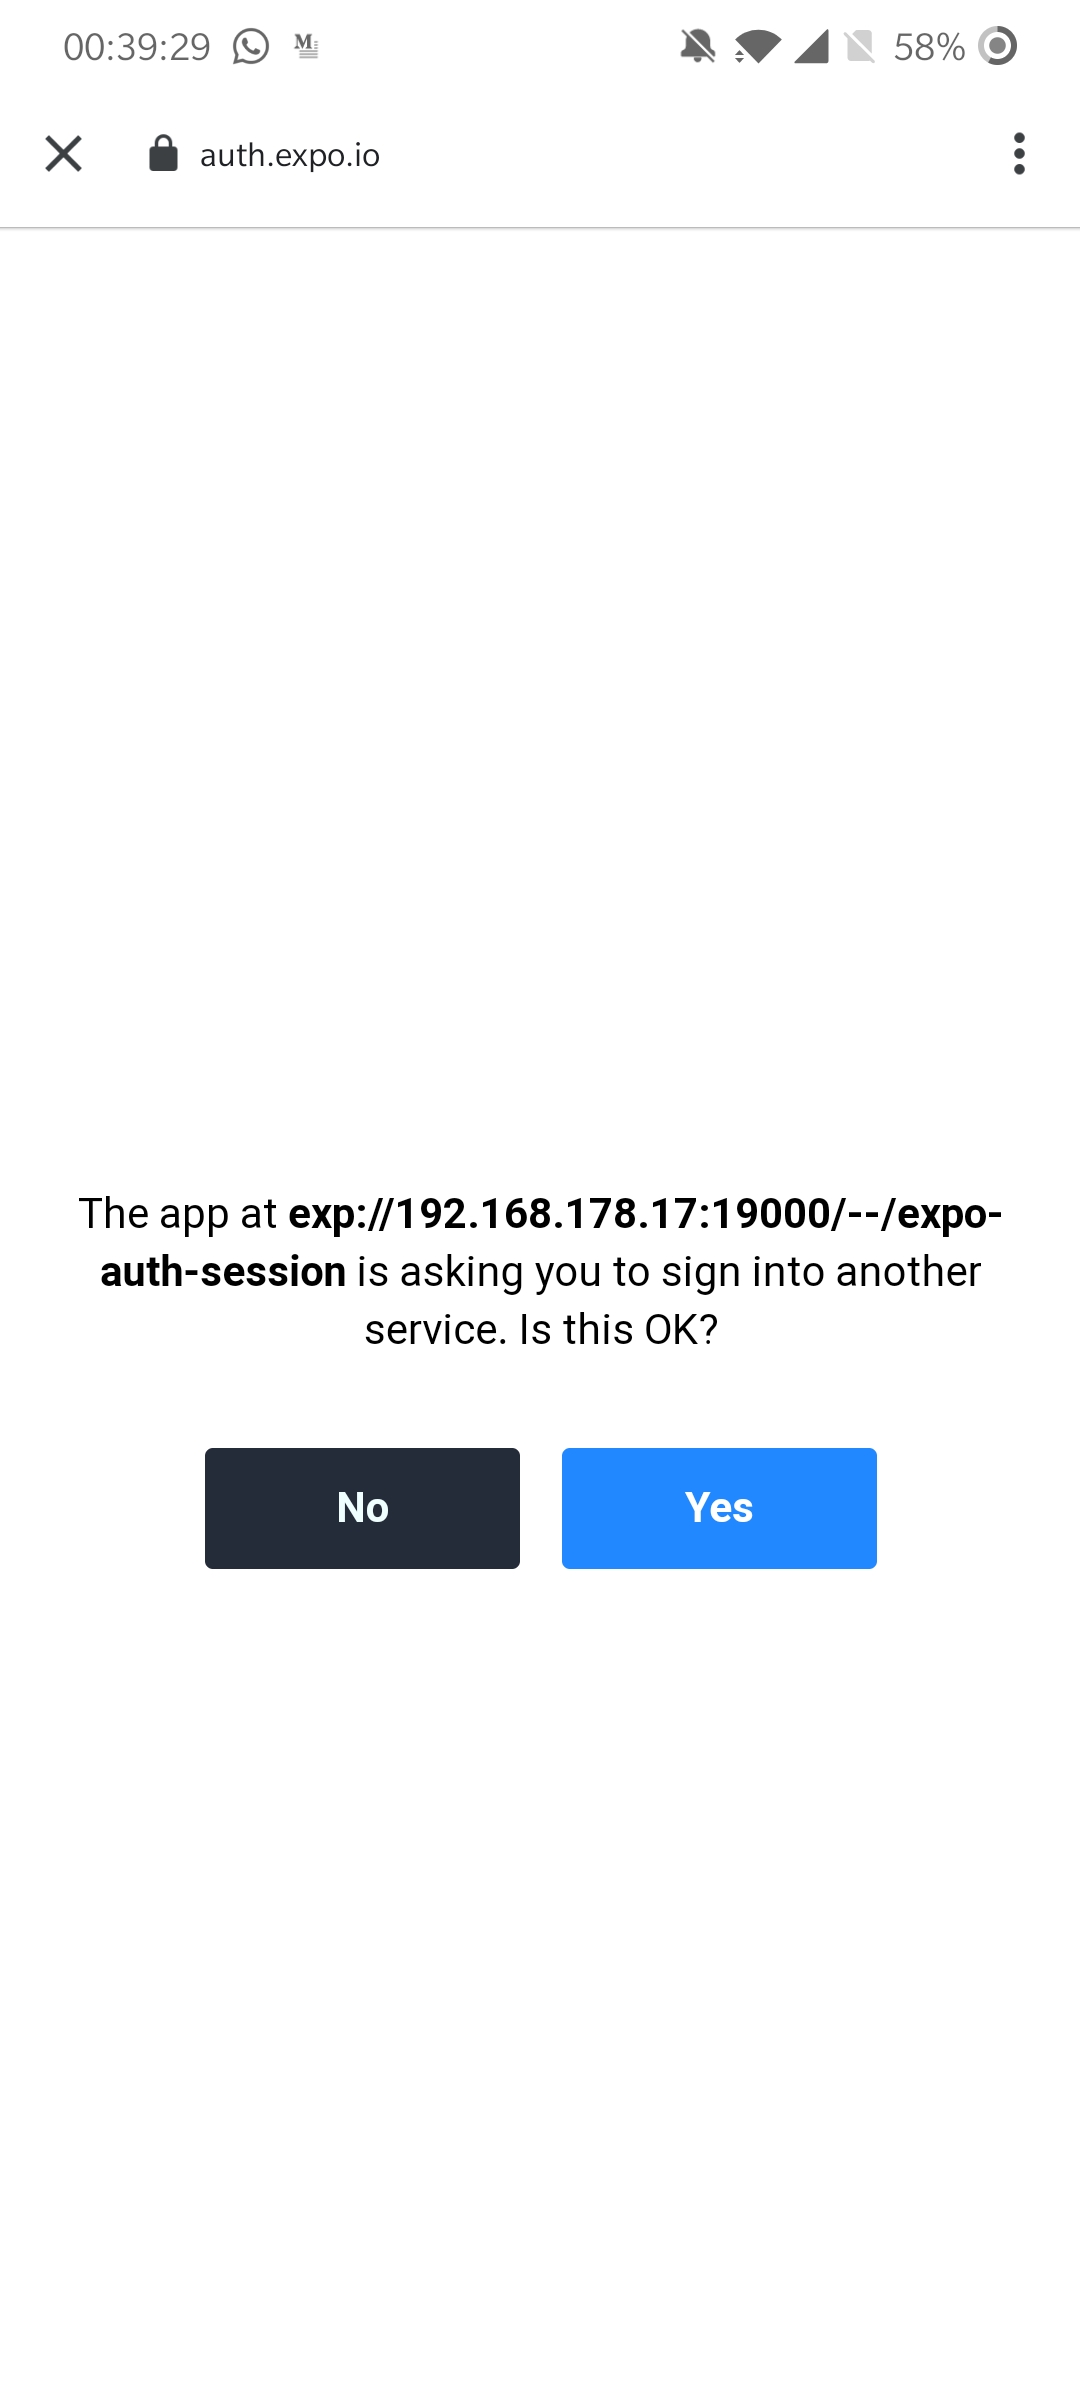 00:39:29 M 58%
auth.expo.io
The app at exp://192.168.178.17:19000/--/expo-
auth-session is asking you to sign into another
service. Is this OK?
No Yes